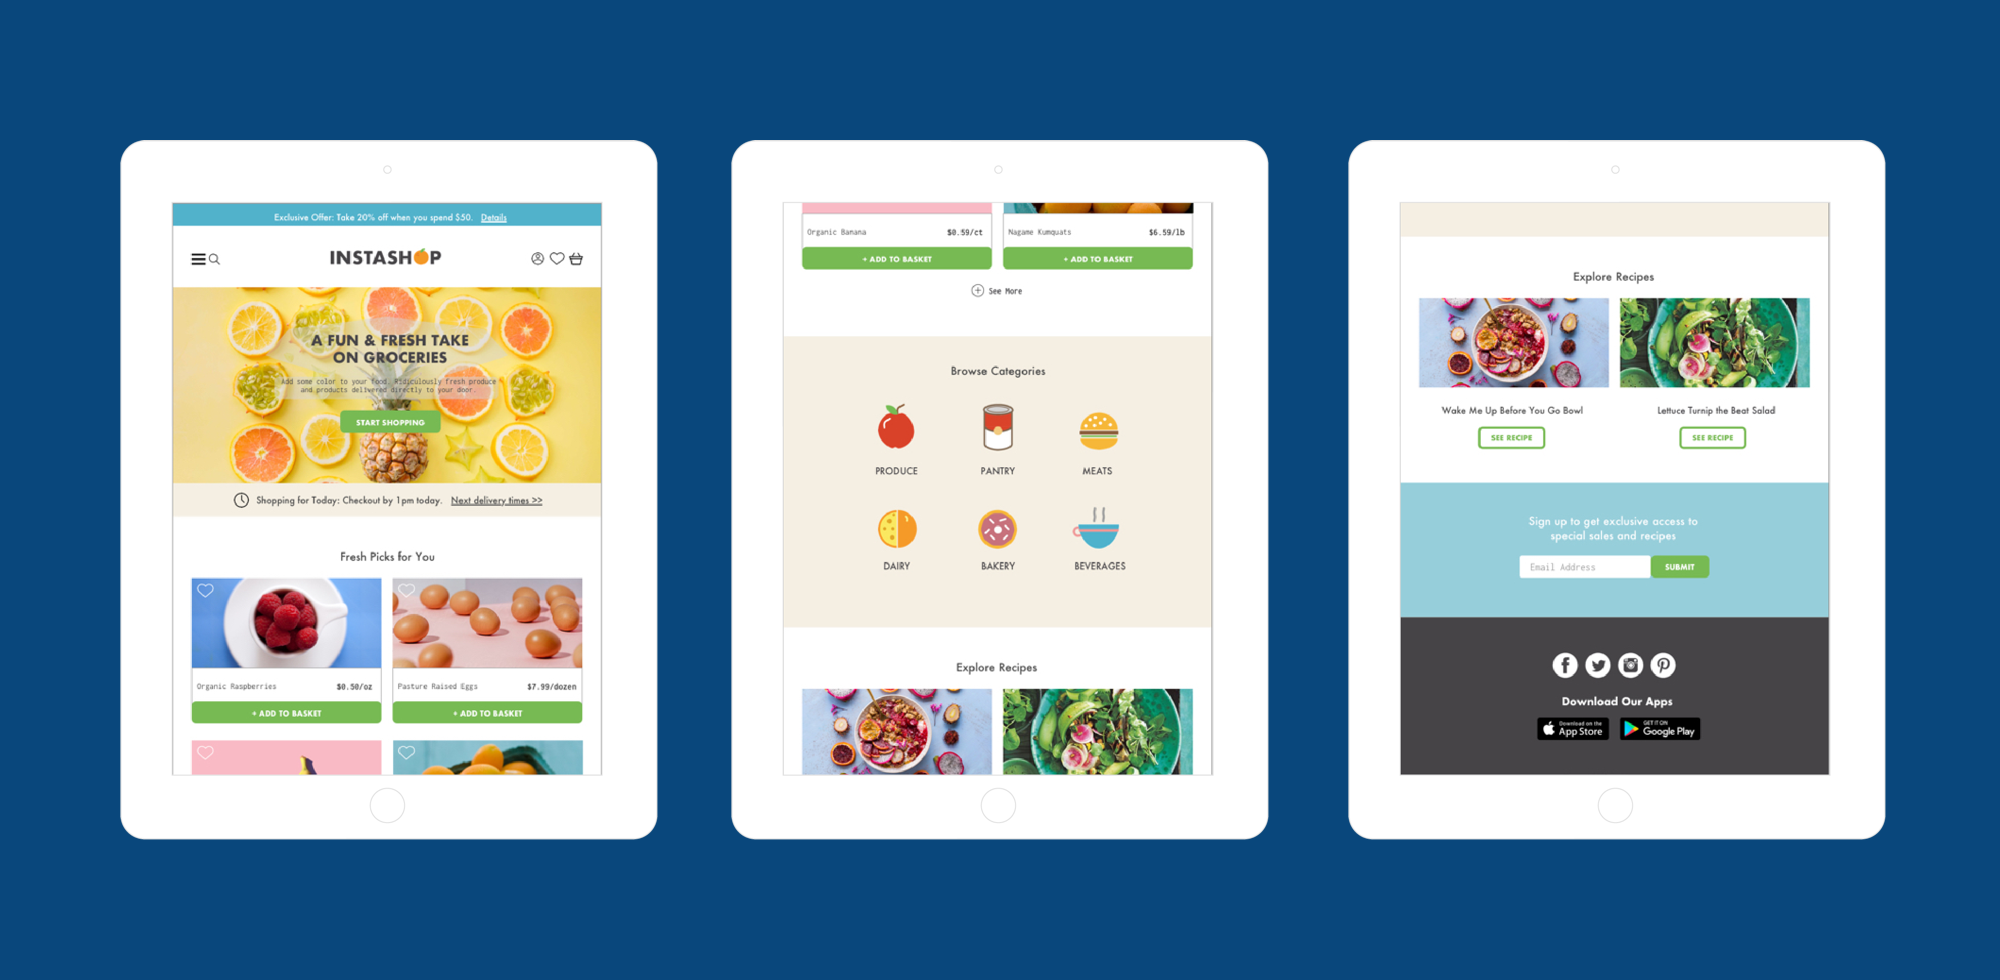 Exclusive Offer: Take 20% off when you spend $50. Details
INSTASHOP
A FUN & FRESH TAKE
ON GROCERIES
Add some color to your food. Ridiculously fresh produce
and products delivered directly to your door.
START SHOPPING
Shopping for Today: Checkout by 1pm today. Next delivery times >>
Fresh Picks for You
Organic Raspberries $0.50/oz
+ ADD TO BASKET
Pasture Raised Eggs $7.99/dozen
+ ADD TO BASKET
Organic Banana $0.59/ct
+ ADD TO BASKET
Nagame Kumquats $6.59/lb
+ ADD TO BASKET
See More
Browse Categories
PRODUCE
PANTRY
MEATS
DAIRY
BAKERY
BEVERAGES
Explore Recipes
Explore Recipes
Wake Me Up Before You Go Bowl
SEE RECIPE
Lettuce Turnip the Beat Salad
SEE RECIPE
Sign up to get exclusive access to
special sales and recipes
Email Address
SUBMIT
Download Our Apps
Download on the
App Store
GET IT ON
Google Play